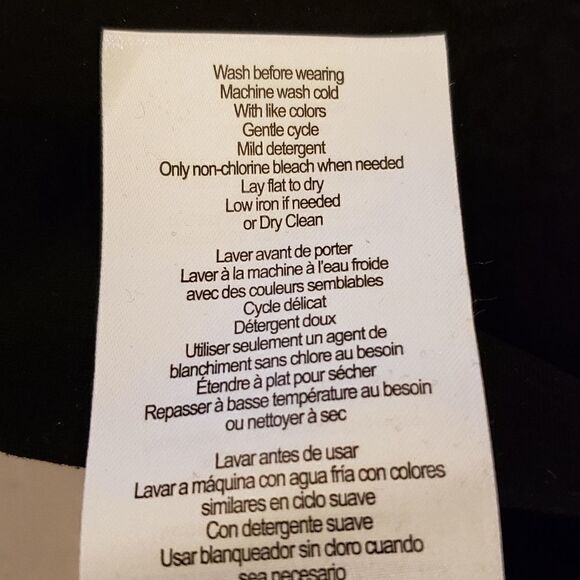 Wash before wearing
Machine wash cold
With like colors
Gentle cycle
Mild detergent
Only non-chlorine bleach when needed
Lay flat to dry
Low iron if needed
or Dry Clean
Laver avant de porter
Laver à la machine à l'eau froide
avec des couleurs semblables
Cycle délicat
Détergent doux
Utiliser seulement un agent de
blanchiment sans chlore au besoin
Étendre à plat pour sécher
Repasser à basse température au besoin
ou nettoyer à sec
Lavar antes de usar
Lavar a máquina con agua fría con colores
similares en ciclo suave
Con detergente suave
Usar blanqueador sin cloro cuando
sea necesario